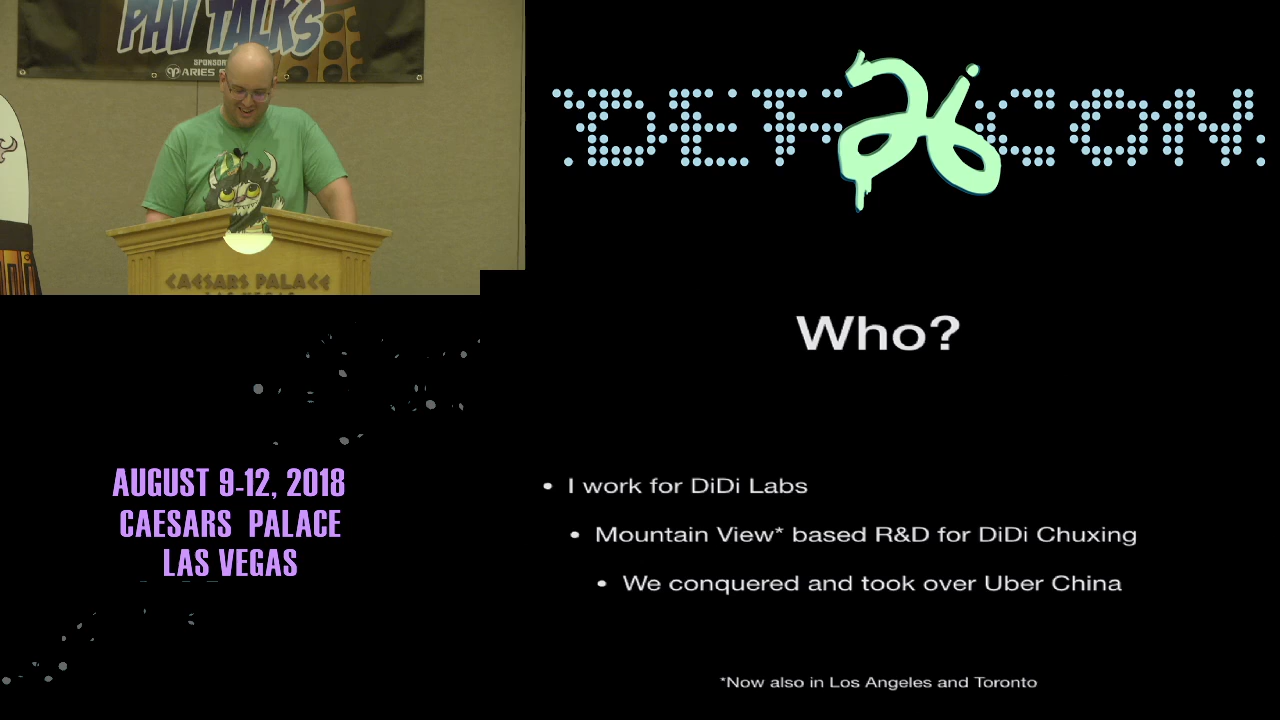 PHV TALKS
ARIES
CAESARS PALACE
DEF CON
26
Who?
• I work for DiDi Labs
• Mountain View* based R&D for DiDi Chuxing
• We conquered and took over Uber China
*Now also in Los Angeles and Toronto
AUGUST 9-12, 2018
CAESARS PALACE
LAS VEGAS